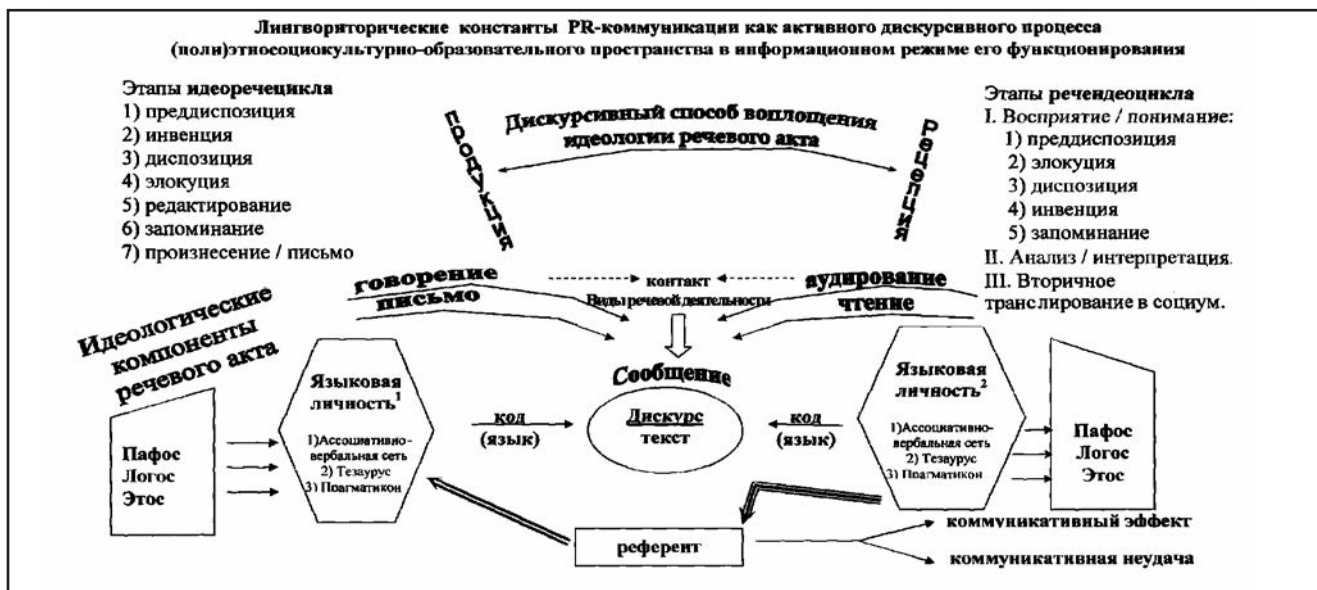 Лингвориторические константы PR-коммуникации как активного дискурсивного процесса
(поли)этносоциокультурно-образовательного пространства в информационном режиме его функционирования
Этапы идеоречецикла
1) преддиспозиция
2) инвенция
3) диспозиция
4) элокуция
5) редактирование
6) запоминание
7) произнесение / письмо
продукция
Дискурсивный способ воплощения
идеологии речевого акта
рецепция
Этапы речеидеоцикла
I. Восприятие / понимание:
1) преддиспозиция
2) элокуция
3) диспозиция
4) инвенция
5) запоминание
II. Анализ / интерпретация.
III. Вторичное
транслирование в социум.
говорение
письмо
контакт
Виды речевой деятельности
аудирование
чтение
Идеологические
компоненты
речевого акта
Пафос
Логос
Этос
Языковая
личность1
1)Ассоциативно-
вербальная сеть
2) Тезаурус
3) Прагматикон
код
(язык)
Сообщение
Дискурс
текст
код
(язык)
Языковая
личность2
1)Ассоциативно-
вербальная сеть
2) Тезаурус
3) Прагматикон
Пафос
Логос
Этос
референт
коммуникативный эффект
коммуникативная неудача